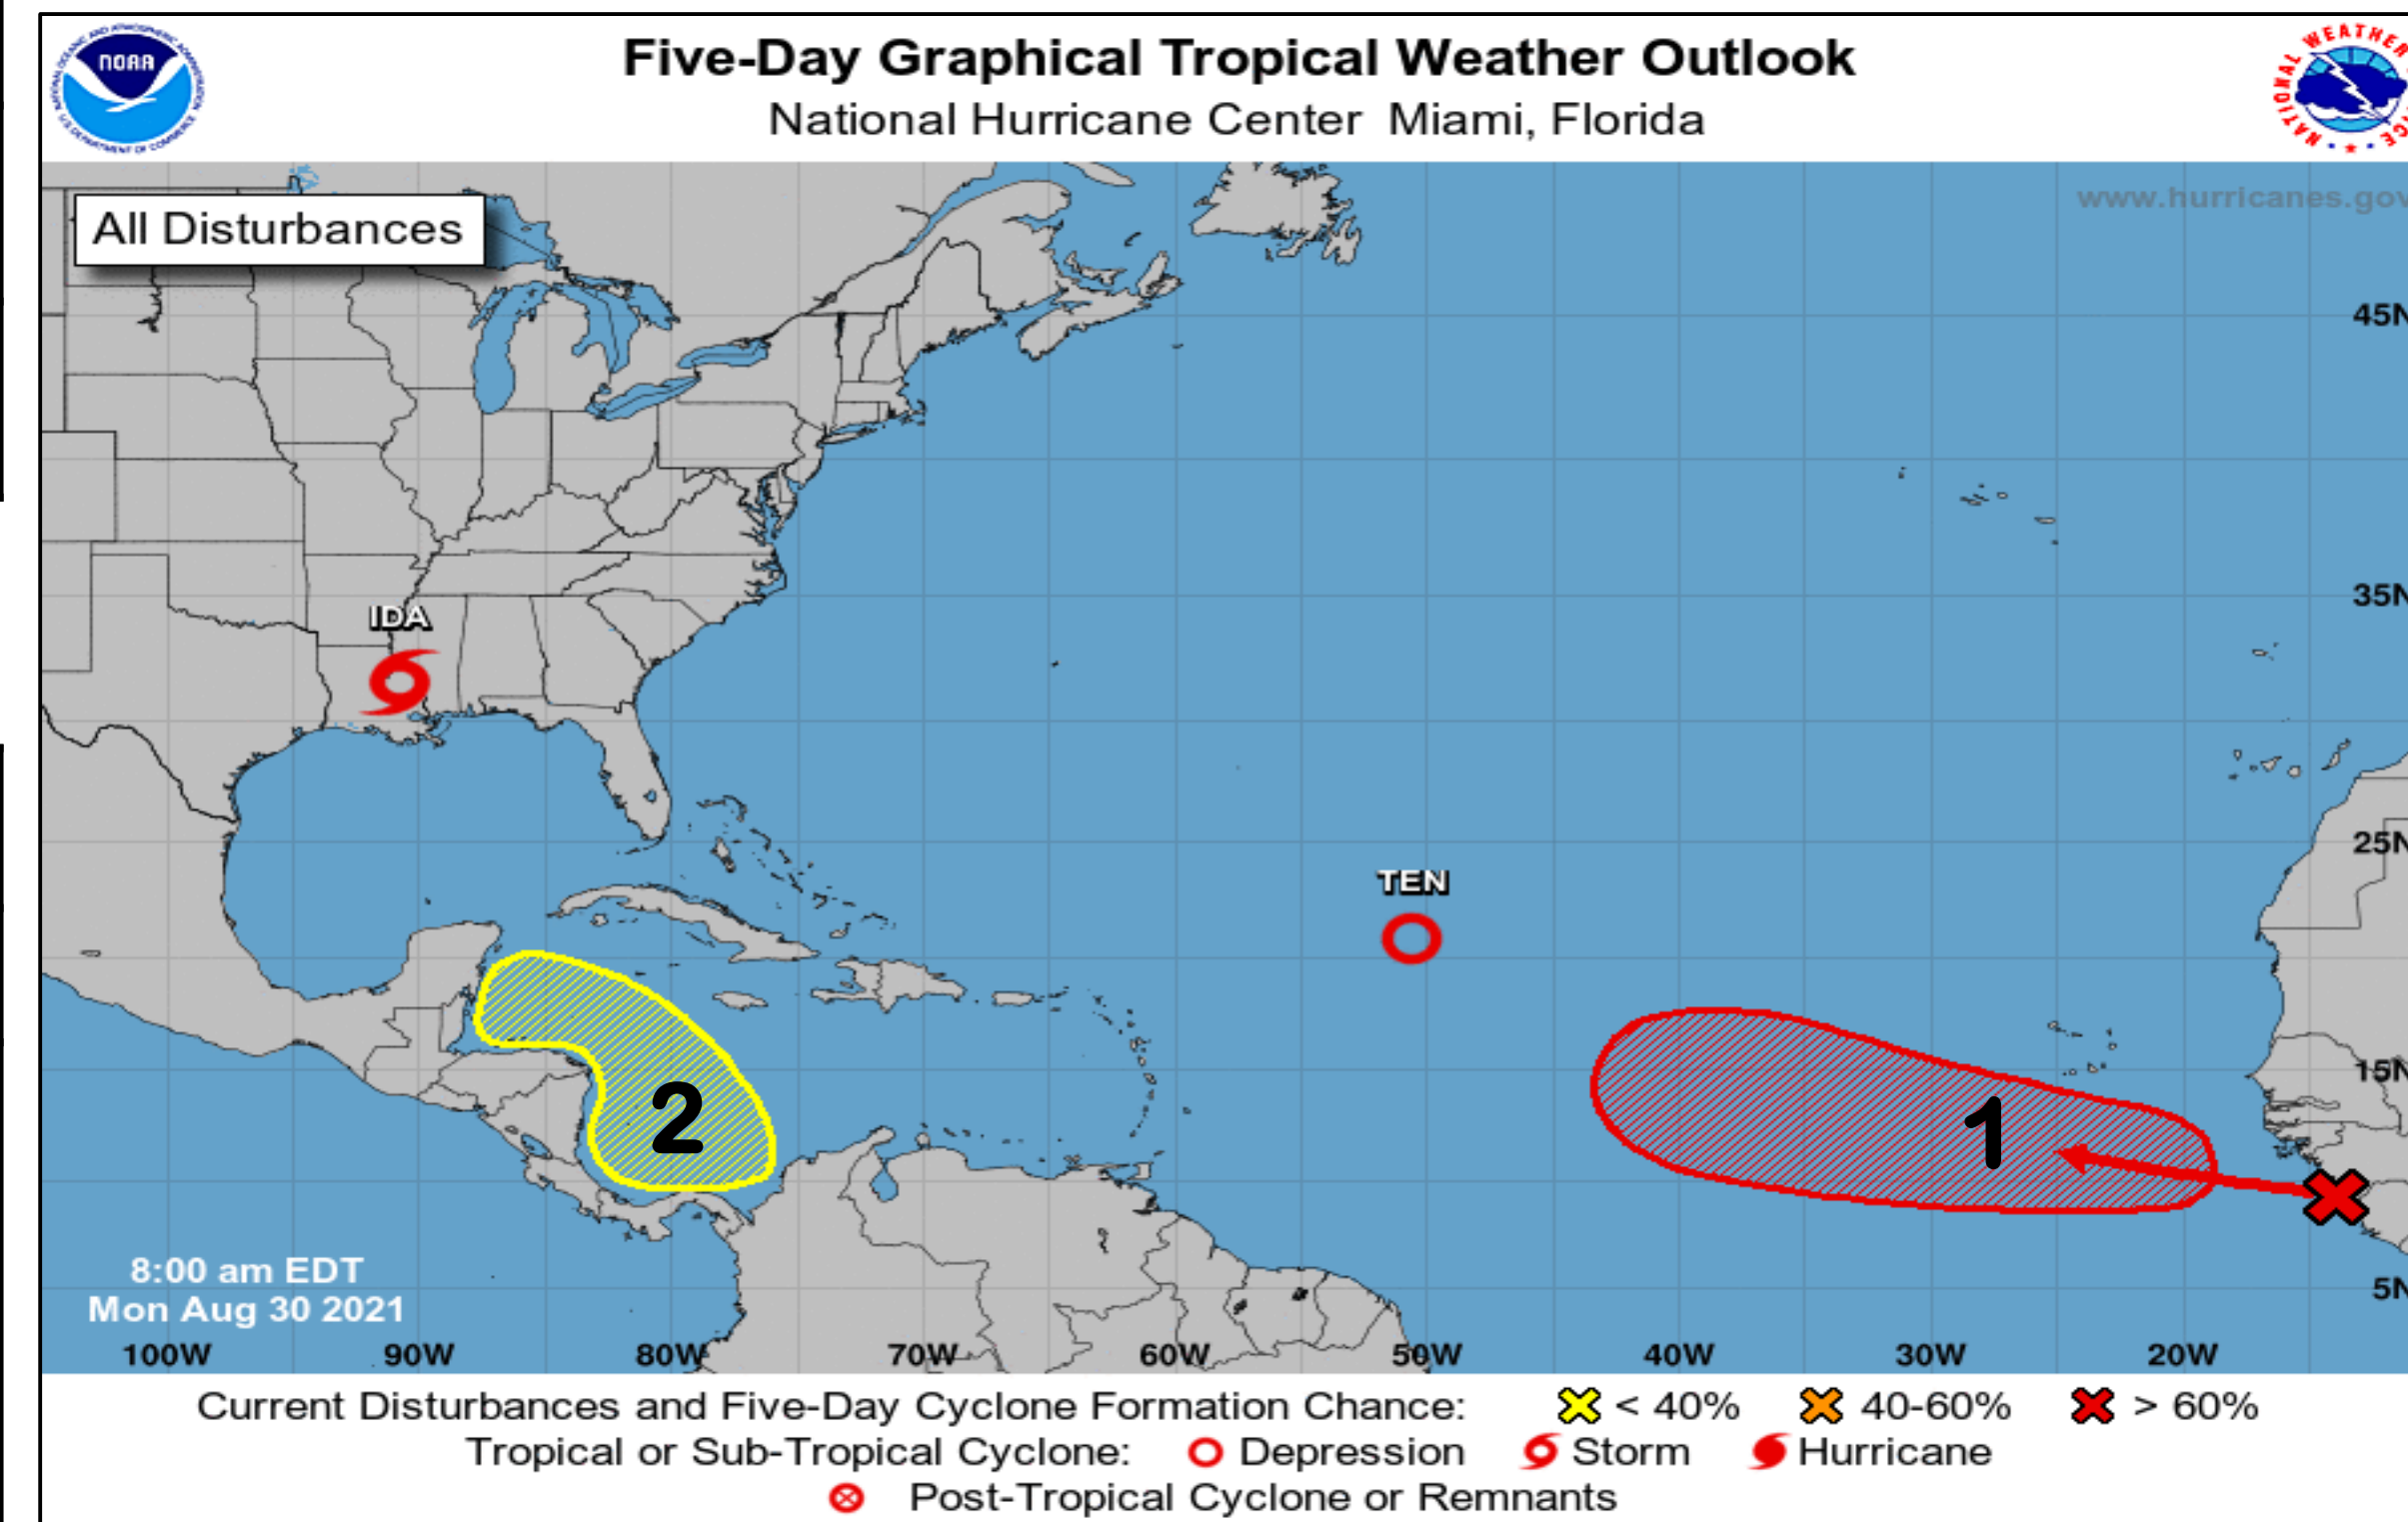 NOAA
Five-Day Graphical Tropical Weather Outlook
National Hurricane Center Miami, Florida
NATIONAL WEATHER
All Disturbances
www.hurricanes.gov
45N
35N
IDA
25N
TEN
15N
2
1
8:00 am EDT
Mon Aug 30 2021
5N
100W 90W 80W 70W 60W 50W 40W 30W 20W
Current Disturbances and Five-Day Cyclone Formation Chance: < 40% 40-60% > 60%
Tropical or Sub-Tropical Cyclone: Depression Storm Hurricane
Post-Tropical Cyclone or Remnants